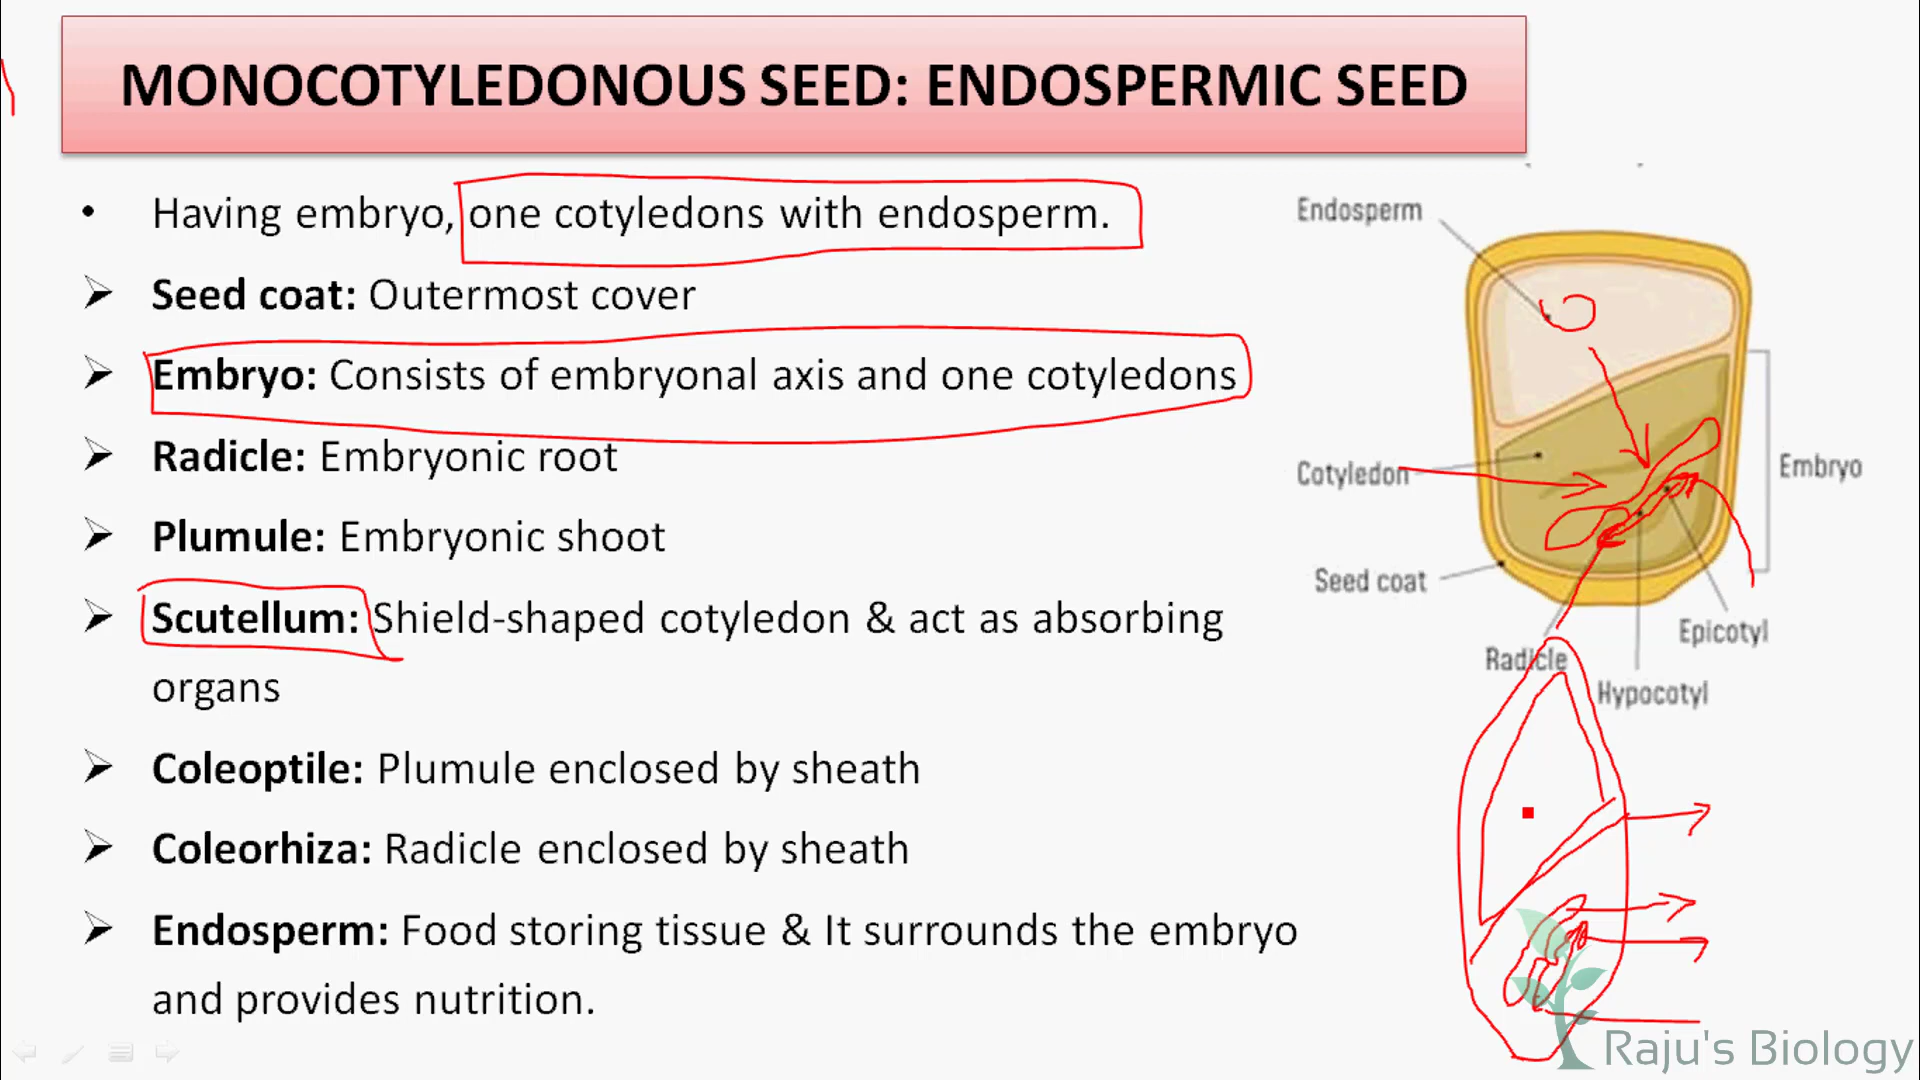 MONOCOTYLEDONOUS SEED: ENDOSPERMIC SEED
• Having embryo, one cotyledons with endosperm.
➢ Seed coat: Outermost cover
➢ Embryo: Consists of embryonal axis and one cotyledons
➢ Radicle: Embryonic root
➢ Plumule: Embryonic shoot
➢ Scutellum: Shield-shaped cotyledon & act as absorbing
organs
➢ Coleoptile: Plumule enclosed by sheath
➢ Coleorhiza: Radicle enclosed by sheath
➢ Endosperm: Food storing tissue & It surrounds the embryo
and provides nutrition.
Endosperm
Cotyledon
Embryo
Seed coat
Epicotyl
Radicle
Hypocotyl
Raju's Biology